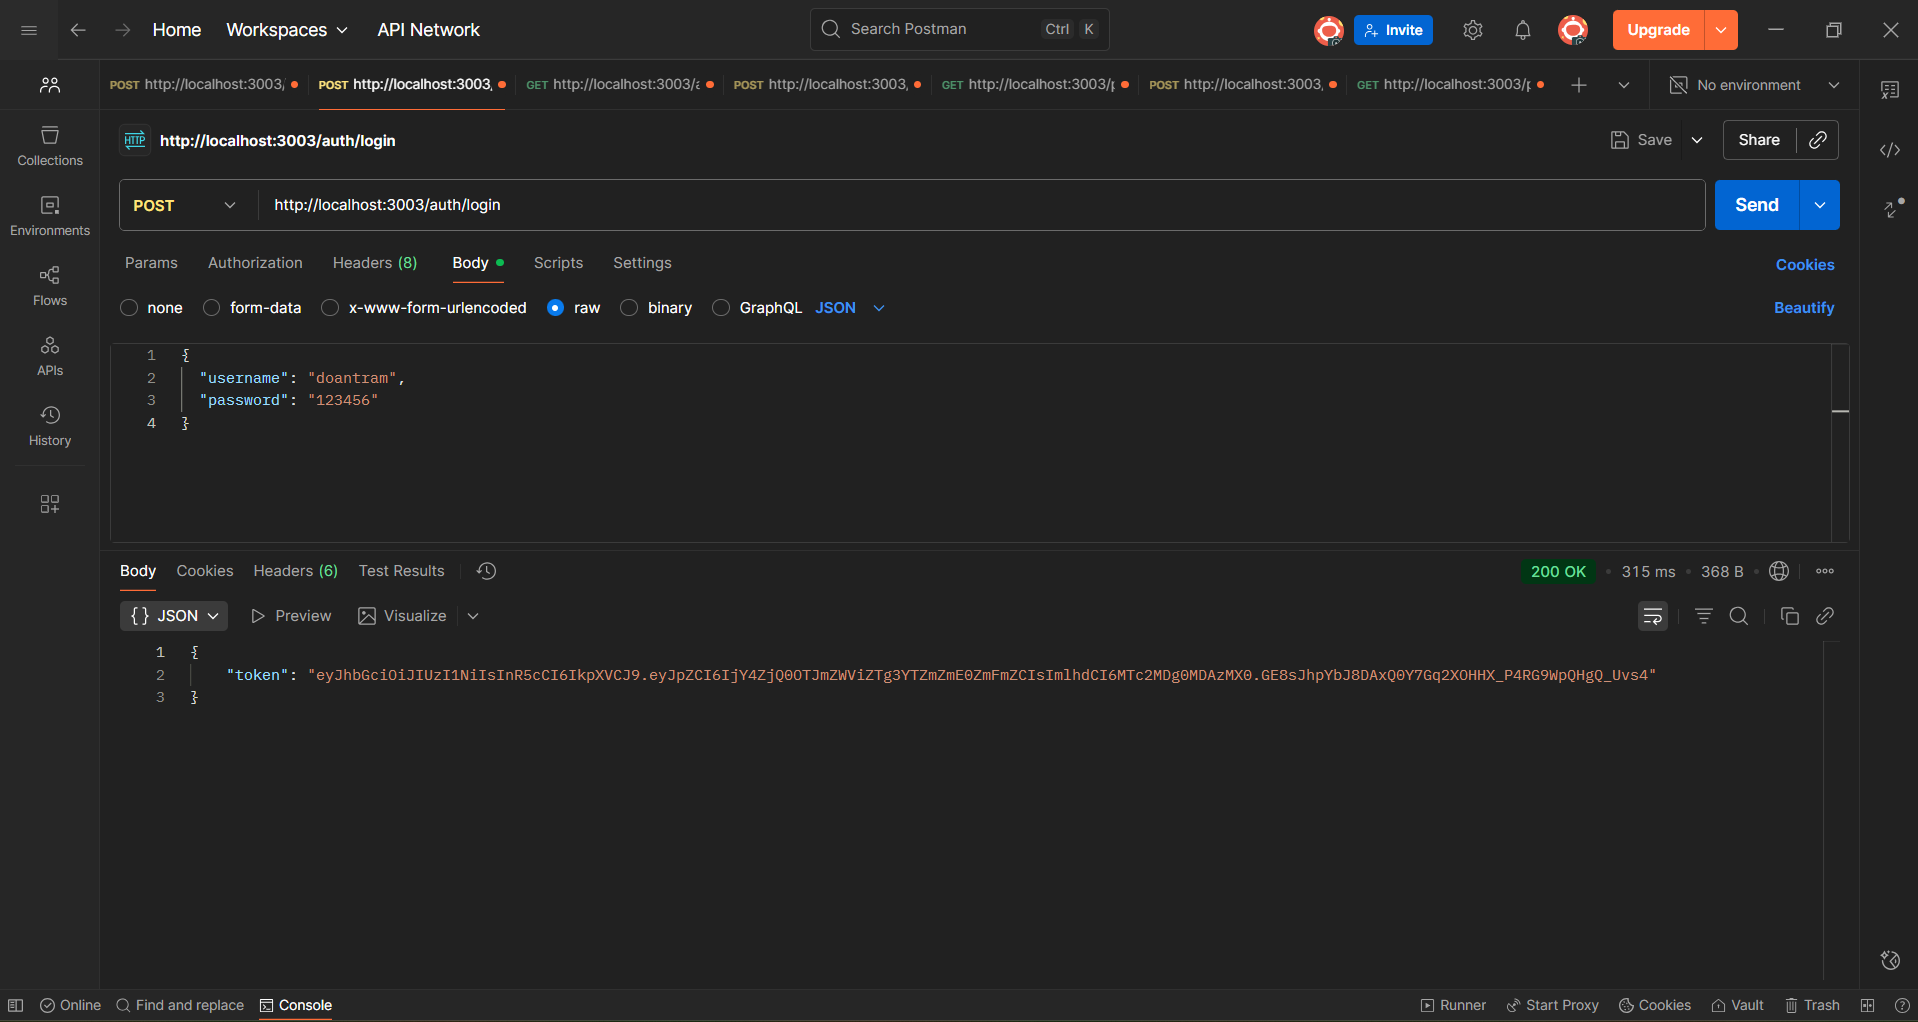 Home Workspaces API Network Search Postman Ctrl K Invite Upgrade
POST http://localhost:3003/ POST http://localhost:3003, GET http://localhost:3003/a POST http://localhost:3003, GET http://localhost:3003/p POST http://localhost:3003, GET http://localhost:3003/p No environment
HTTP http://localhost:3003/auth/login Save Share
Collections
POST http://localhost:3003/auth/login Send
Environments
Params Authorization Headers (8) Body Scripts Settings Cookies
Flows
none form-data x-www-form-urlencoded raw binary GraphQL JSON Beautify
APIs
History
1 {
2 "username": "doantram",
3 "password": "123456"
4 }
Body Cookies Headers (6) Test Results 200 OK 315 ms 368 B
{} JSON Preview Visualize
1 {
2 "token": "eyJhbGciOiJIUzI1NiIsInR5cCI6IkpXVCJ9.eyJpZCI6IjY4ZjQ0OTJmZWViZTg3YTZmZmE0ZmFmZCIsImlhdCI6MTc2MDg0MDAzMX0.GE8sJhpYbJ8DAxQ0Y7Gq2XOHHX_P4RG9WpQHgQ_Uvs4"
3 }
Online Find and replace Console Runner Start Proxy Cookies Vault Trash